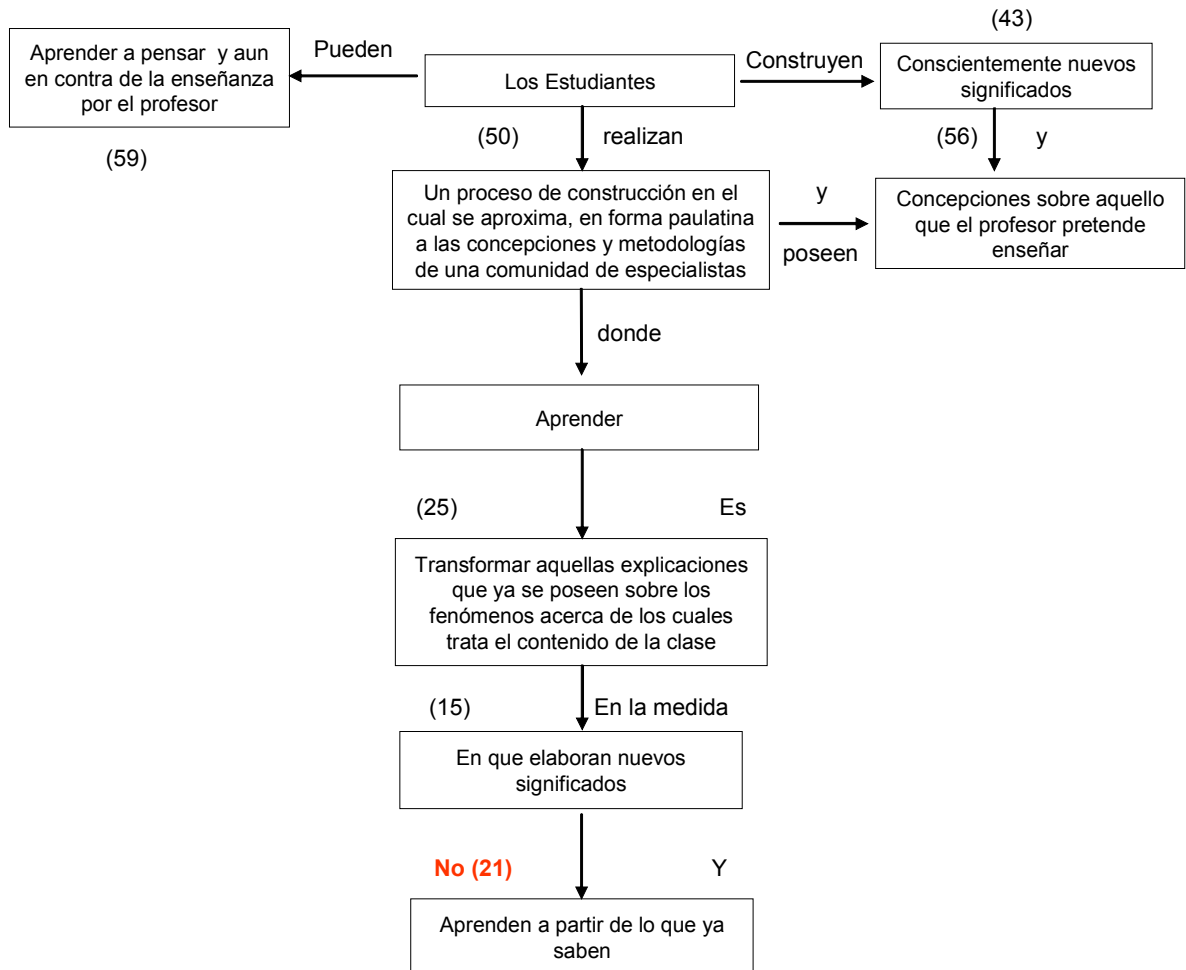 (43)
Aprender a pensar y aun
en contra de la enseñanza
por el profesor
Pueden
Los Estudiantes
Construyen
Conscientemente nuevos
significados
(59)
(50)
realizan
(56)
y
Un proceso de construcción en el
cual se aproxima, en forma paulatina
a las concepciones y metodologías
de una comunidad de especialistas
y
poseen
Concepciones sobre aquello
que el profesor pretende
enseñar
donde
Aprender
(25)
Es
Transformar aquellas explicaciones
que ya se poseen sobre los
fenómenos acerca de los cuales
trata el contenido de la clase
(15)
En la medida
En que elaboran nuevos
significados
No (21)
Y
Aprenden a partir de lo que ya
saben